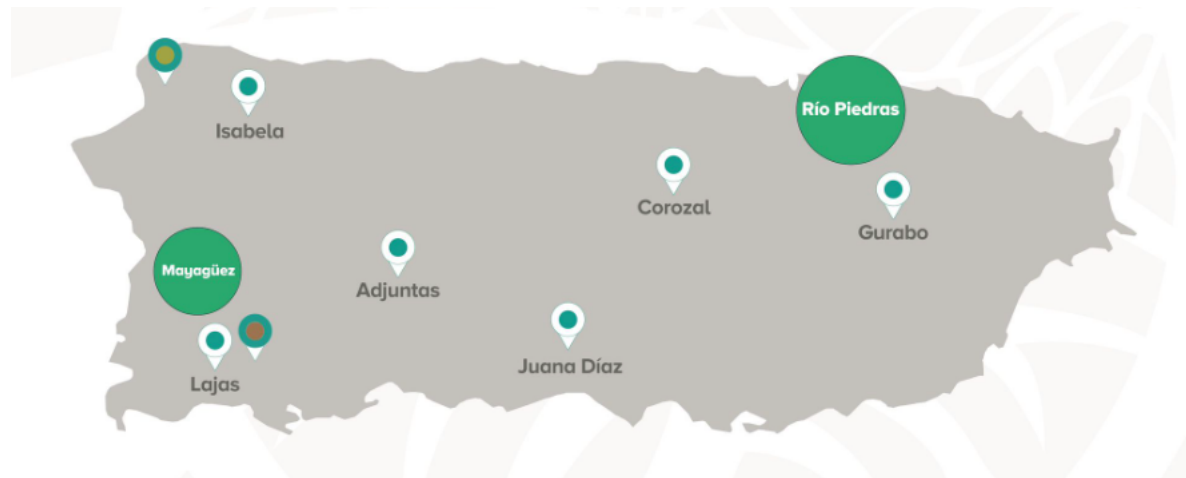 Río Piedras
Isabela
Corozal
Gurabo
Mayagüez
Adjuntas
Juana Díaz
Lajas